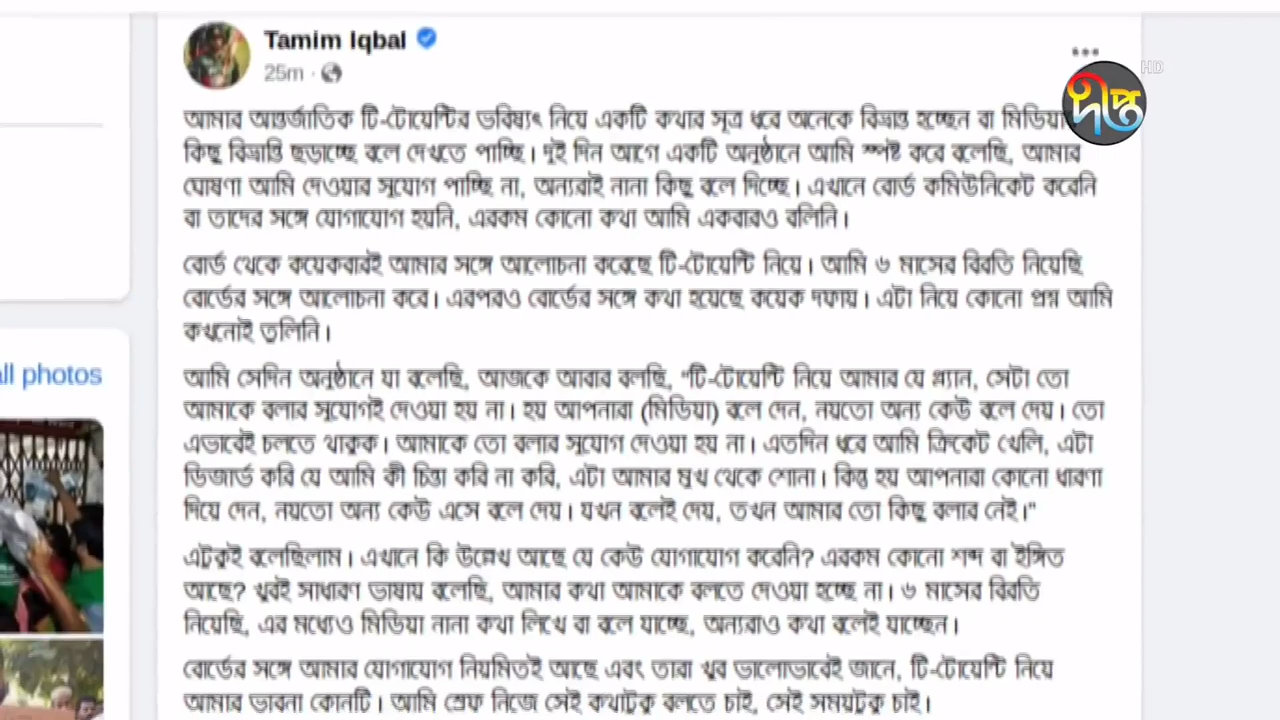 Tamim Iqbal
25m ·
HD
দীপ্ত
আমার আন্তর্জাতিক টি-টোয়েন্টির ভবিষ্যৎ নিয়ে একটি কথার সূত্র ধরে অনেকে বিভ্রান্ত হচ্ছেন বা মিডিয়া
কিছু বিভ্রান্তি ছড়াচ্ছে বলে দেখতে পাচ্ছি। দুই দিন আগে একটি অনুষ্ঠানে আমি স্পষ্ট করে বলেছি, আমার
ঘোষণা আমি দেওয়ার সুযোগ পাচ্ছি না, অন্যরাই নানা কিছু বলে দিচ্ছে। এখানে বোর্ড কমিউনিকেট করেনি
বা তাদের সঙ্গে যোগাযোগ হয়নি, এরকম কোনো কথা আমি একবারও বলিনি।
বোর্ড থেকে কয়েকবারই আমার সঙ্গে আলোচনা করেছে টি-টোয়েন্টি নিয়ে। আমি ৬ মাসের বিরতি নিয়েছি
বোর্ডের সঙ্গে আলোচনা করে। এরপরও বোর্ডের সঙ্গে কথা হয়েছে কয়েক দফায়। এটা নিয়ে কোনো প্রশ্ন আমি
কখনোই তুলিনি।
আমি সেদিন অনুষ্ঠানে যা বলেছি, আজকে আবার বলছি, "টি-টোয়েন্টি নিয়ে আমার যে প্ল্যান, সেটা তো
আমাকে বলার সুযোগই দেওয়া হয় না। হয় আপনারা (মিডিয়া) বলে দেন, নয়তো অন্য কেউ বলে দেয়। তো
এভাবেই চলতে থাকুক। আমাকে তো বলার সুযোগ দেওয়া হয় না। এতদিন ধরে আমি ক্রিকেট খেলি, এটা
ডিজার্ভ করি যে আমি কী চিন্তা করি না করি, এটা আমার মুখ থেকে শোনা। কিন্তু হয় আপনারা কোনো ধারণা
দিয়ে দেন, নয়তো অন্য কেউ এসে বলে দেয়। যখন বলেই দেয়, তখন আমার তো কিছু বলার নেই।"
এটুকুই বলেছিলাম। এখানে কি উল্লেখ আছে যে কেউ যোগাযোগ করেনি? এরকম কোনো শব্দ বা ইঙ্গিত
আছে? খুবই সাধারণ ভাষায় বলেছি, আমার কথা আমাকে বলতে দেওয়া হচ্ছে না। ৬ মাসের বিরতি
নিয়েছি, এর মধ্যেও মিডিয়া নানা কথা লিখে বা বলে যাচ্ছে, অন্যরাও কথা বলেই যাচ্ছেন।
বোর্ডের সঙ্গে আমার যোগাযোগ নিয়মিতই আছে এবং তারা খুব ভালোভাবেই জানে, টি-টোয়েন্টি নিয়ে
আমার ভাবনা কোনটি। আমি স্রেফ নিজে সেই কথাটুকু বলতে চাই, সেই সময়টুকু চাই।
all photos